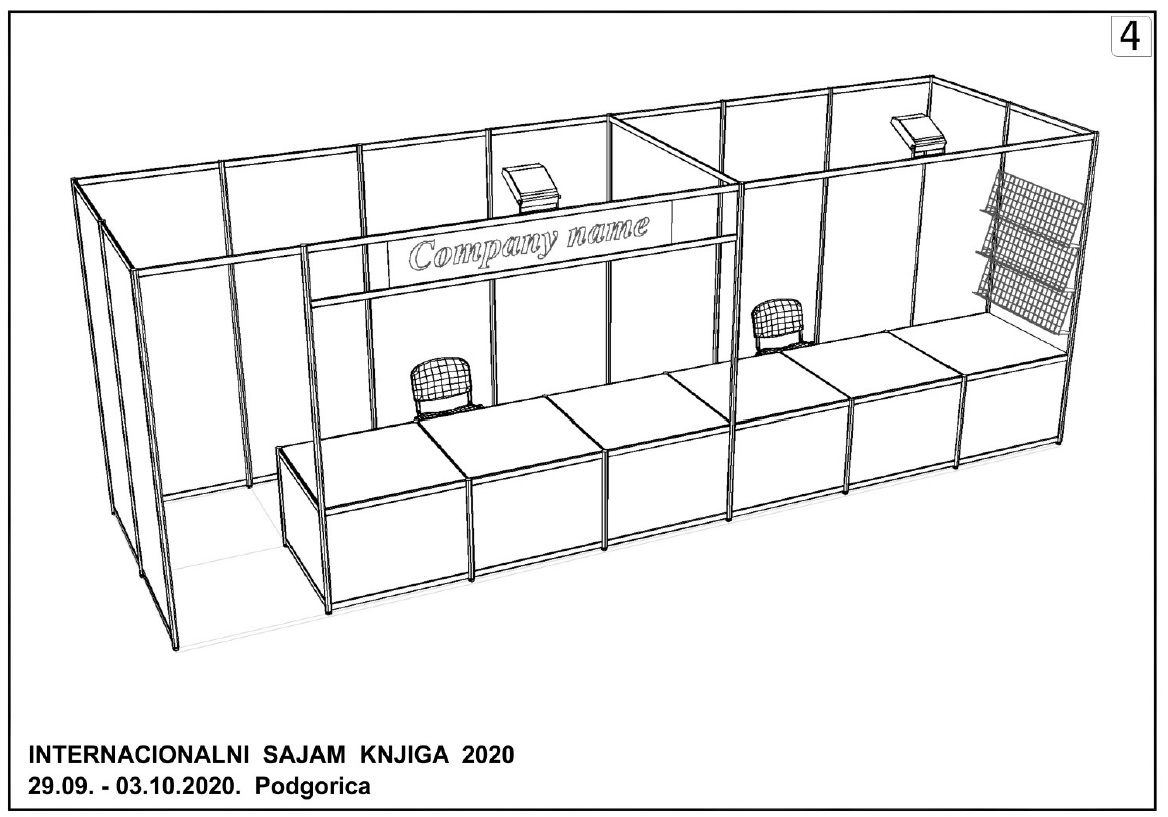 4
Company name
INTERNACIONALNI SAJAM KNJIGA 2020
29.09. - 03.10.2020. Podgorica